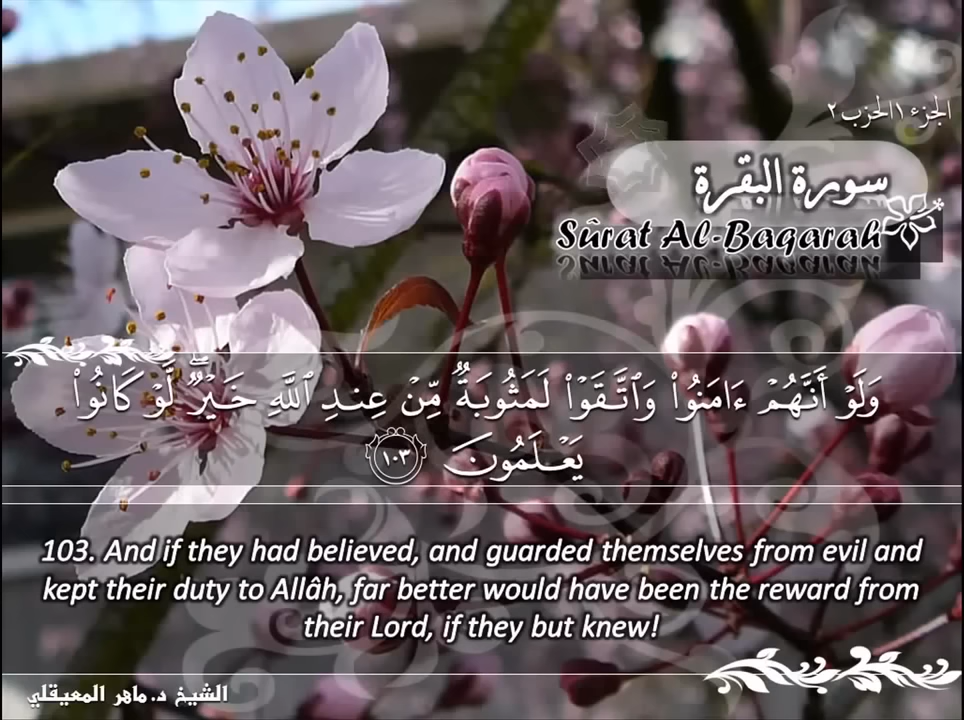 الجزء ١ الحزب ٢
سورة البقرة
Sûrat Al-Baqarah
وَلَوْ أَنَّهُمْ ءَامَنُوا۟ وَٱتَّقَوْا۟ لَمَثُوبَةٌ مِّنْ عِندِ ٱللَّهِ خَيْرٌ ۖ لَّوْ كَانُوا۟
يَعْلَمُونَ ١٠٣
103. And if they had believed, and guarded themselves from evil and
kept their duty to Allâh, far better would have been the reward from
their Lord, if they but knew!
الشيخ د. ماهر المعيقلي